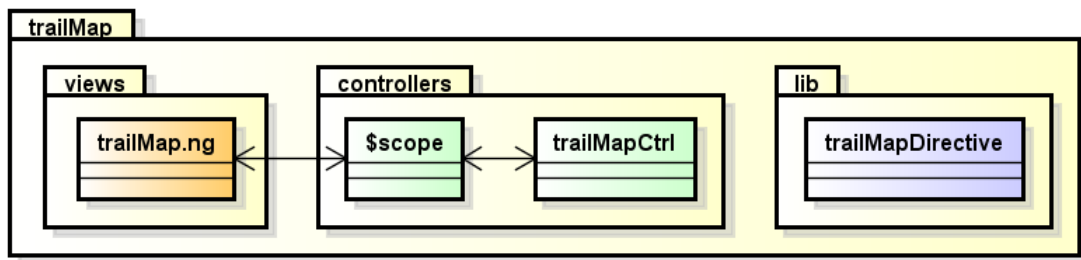 trailMap
views
controllers
lib
trailMap.ng
$scope
trailMapCtrl
trailMapDirective